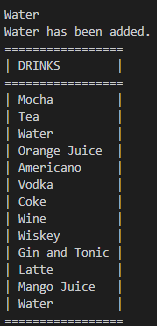 Water
Water has been added.
=================
| DRINKS        |
=================
| Mocha         |
| Tea           |
| Water         |
| Orange Juice  |
| Americano     |
| Vodka         |
| Coke          |
| Wine          |
| Wiskey        |
| Gin and Tonic |
| Latte         |
| Mango Juice   |
| Water         |
=================